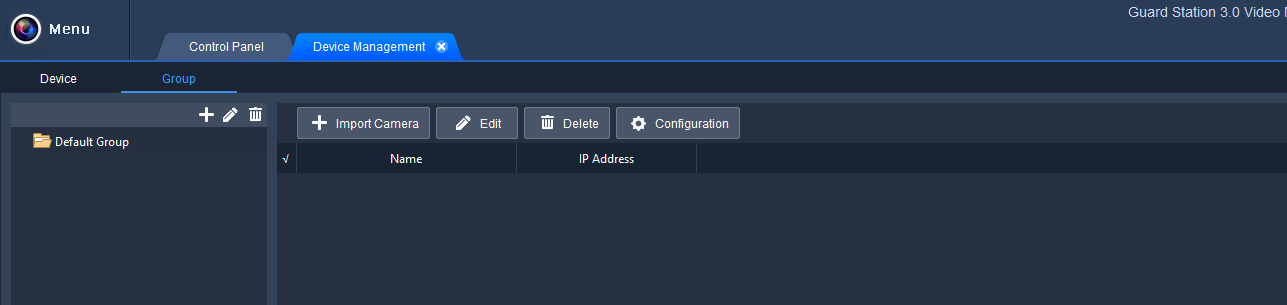 Guard Station 3.0 Video
Menu
Control Panel
Device Management
Device
Group
Import Camera
Edit
Delete
Configuration
Default Group
√
Name
IP Address